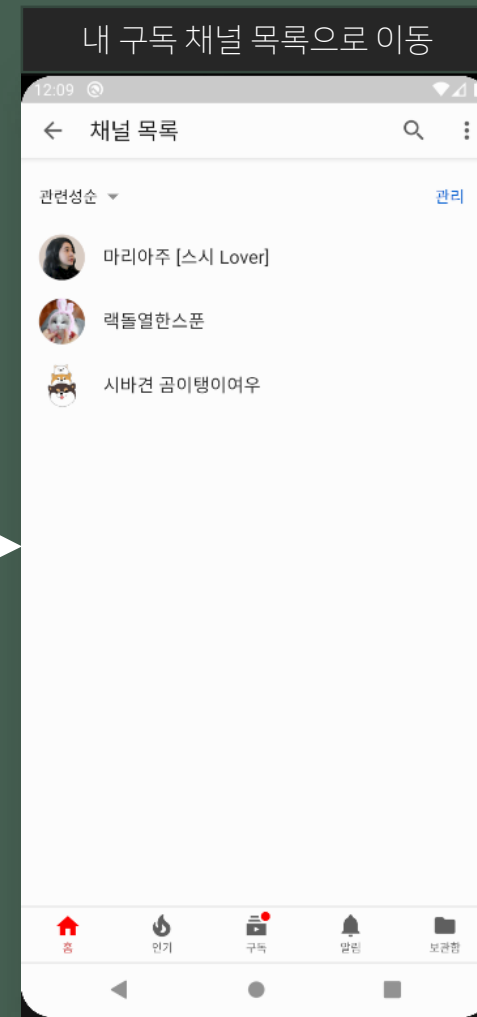 내 구독 채널 목록으로 이동
12:09
채널 목록
관련성순 관리
마리아주 [스시 Lover]
랙돌열한스푼
시바견 곰이탱이여우
홈 인기 구독 알림 보관함